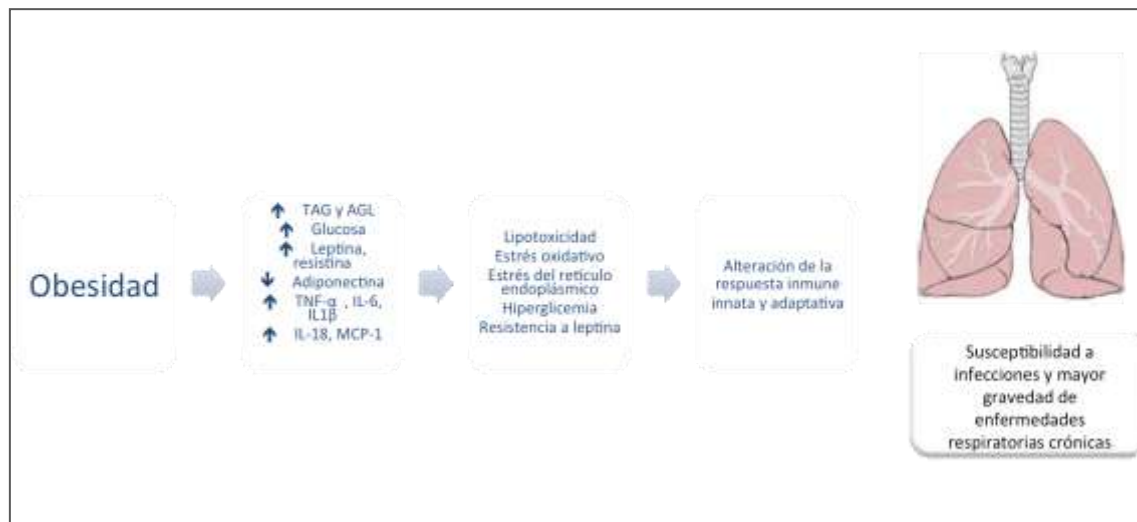 Obesidad
TAG y AGL
Glucosa
Leptina,
resistina
Adiponectina
TNF-α , IL-6,
IL1β
IL-18, MCP-1
Lipotoxicidad
Estrés oxidativo
Estrés del retículo
endoplásmico
Hiperglicemia
Resistencia a leptina
Alteración de la
respuesta inmune
innata y adaptativa
Susceptibilidad a
infecciones y mayor
gravedad de
enfermedades
respiratorias crónicas